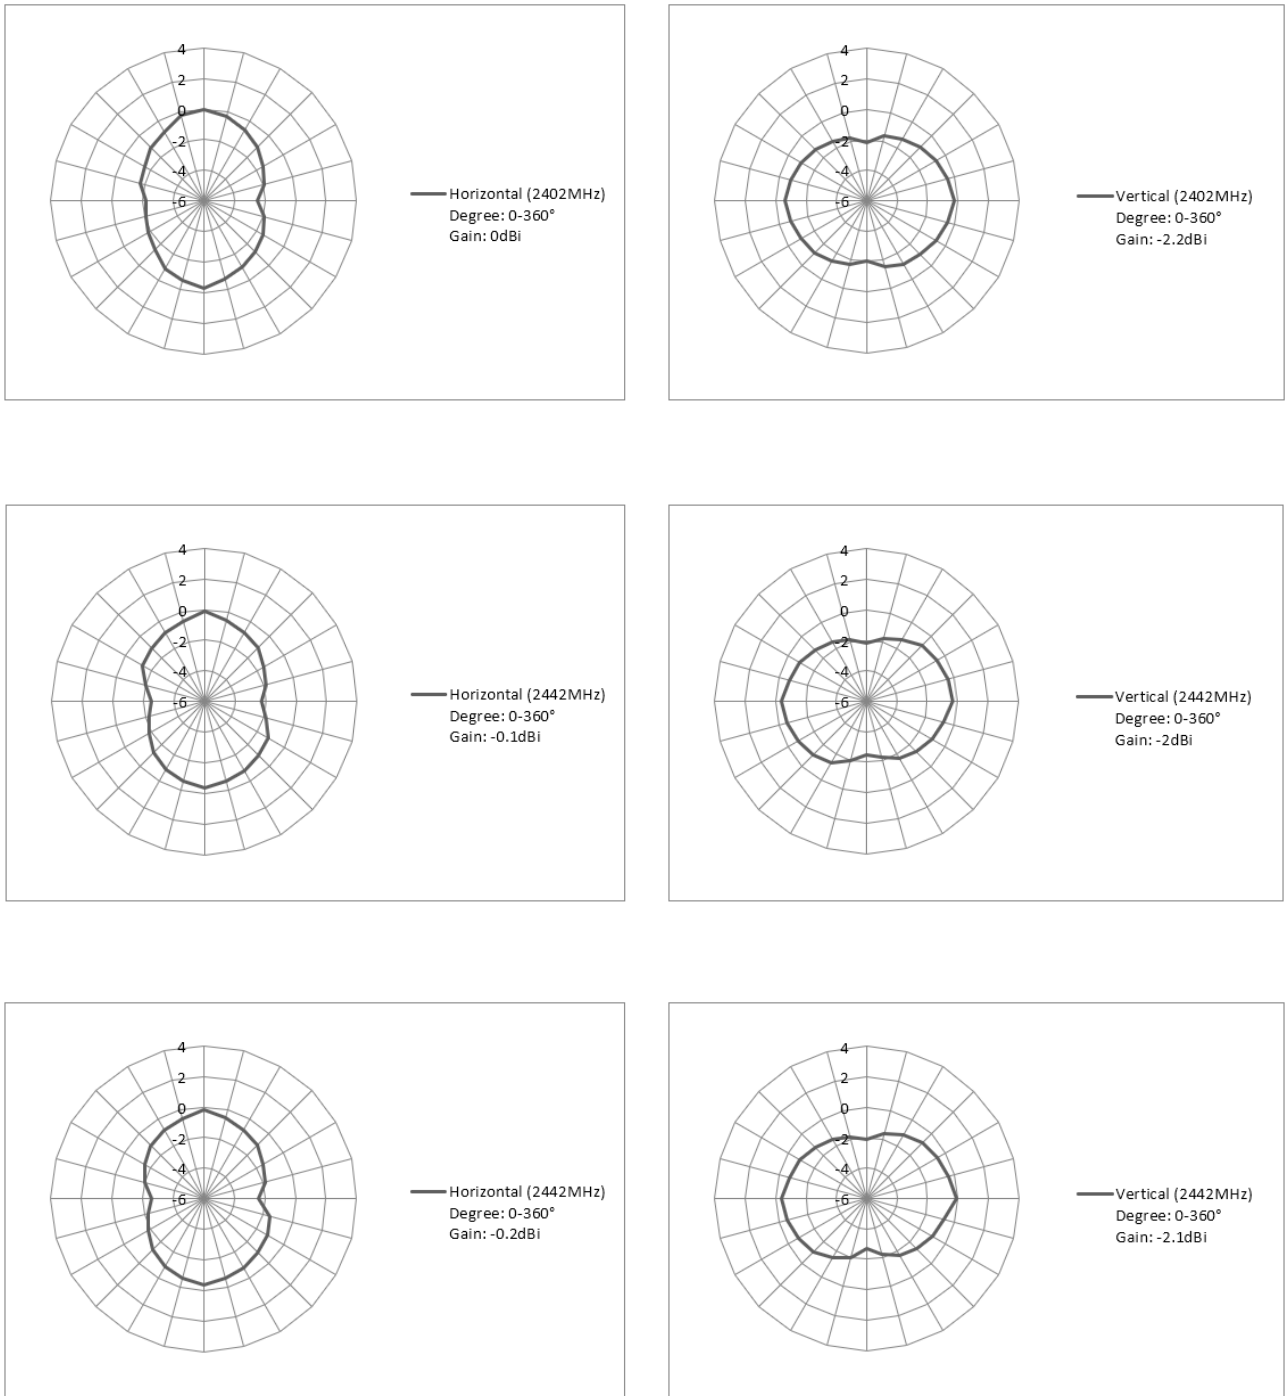 4
2
0
-2
-4
-6
Horizontal (2402MHz)
Degree: 0-360°
Gain: 0dBi
4
2
0
-2
-4
-6
Vertical (2402MHz)
Degree: 0-360°
Gain: -2.2dBi
4
2
0
-2
-4
-6
Horizontal (2442MHz)
Degree: 0-360°
Gain: -0.1dBi
4
2
0
-2
-4
-6
Vertical (2442MHz)
Degree: 0-360°
Gain: -2dBi
4
2
0
-2
-4
-6
Horizontal (2442MHz)
Degree: 0-360°
Gain: -0.2dBi
4
2
0
-2
-4
-6
Vertical (2442MHz)
Degree: 0-360°
Gain: -2.1dBi